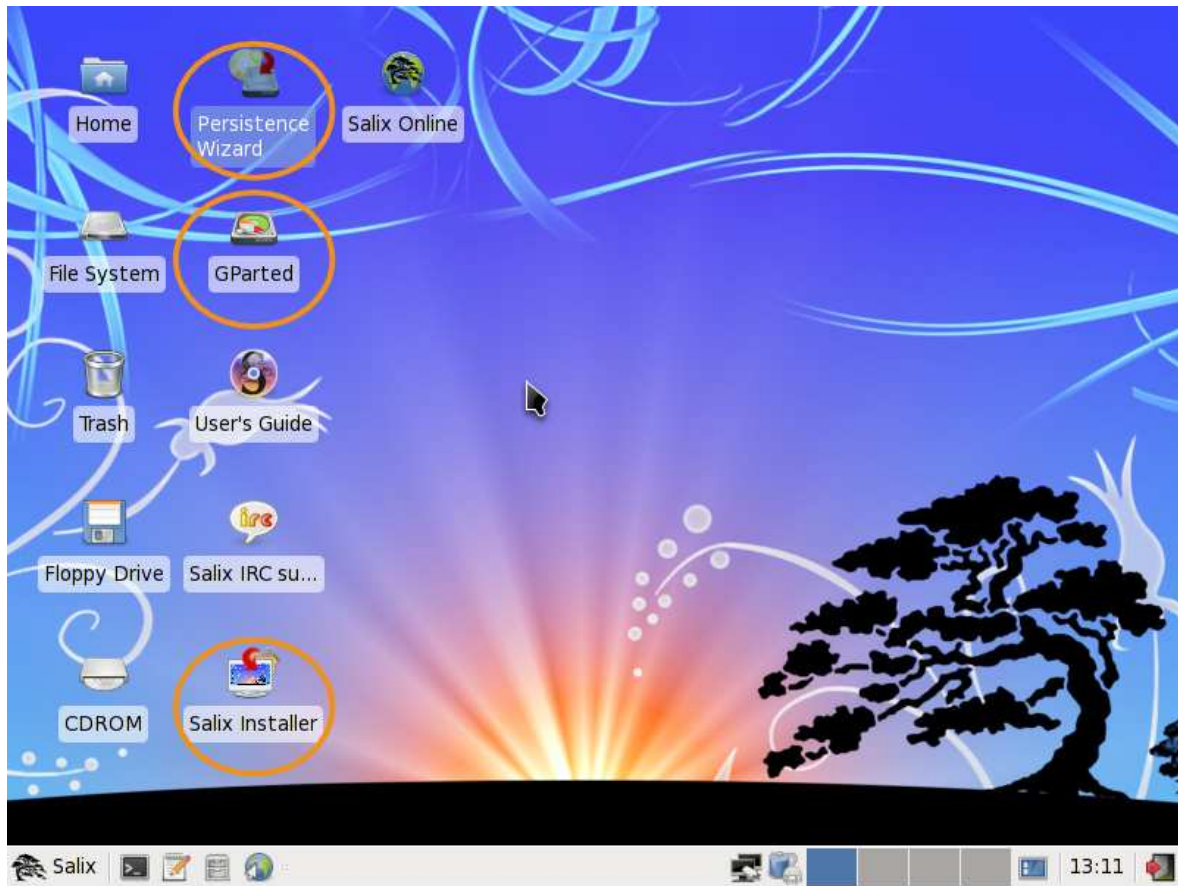 Home
Persistence
Wizard
Salix Online
File System
GParted
Trash
User's Guide
Floppy Drive
irc
Salix IRC su...
CDROM
Salix Installer
Salix
13:11